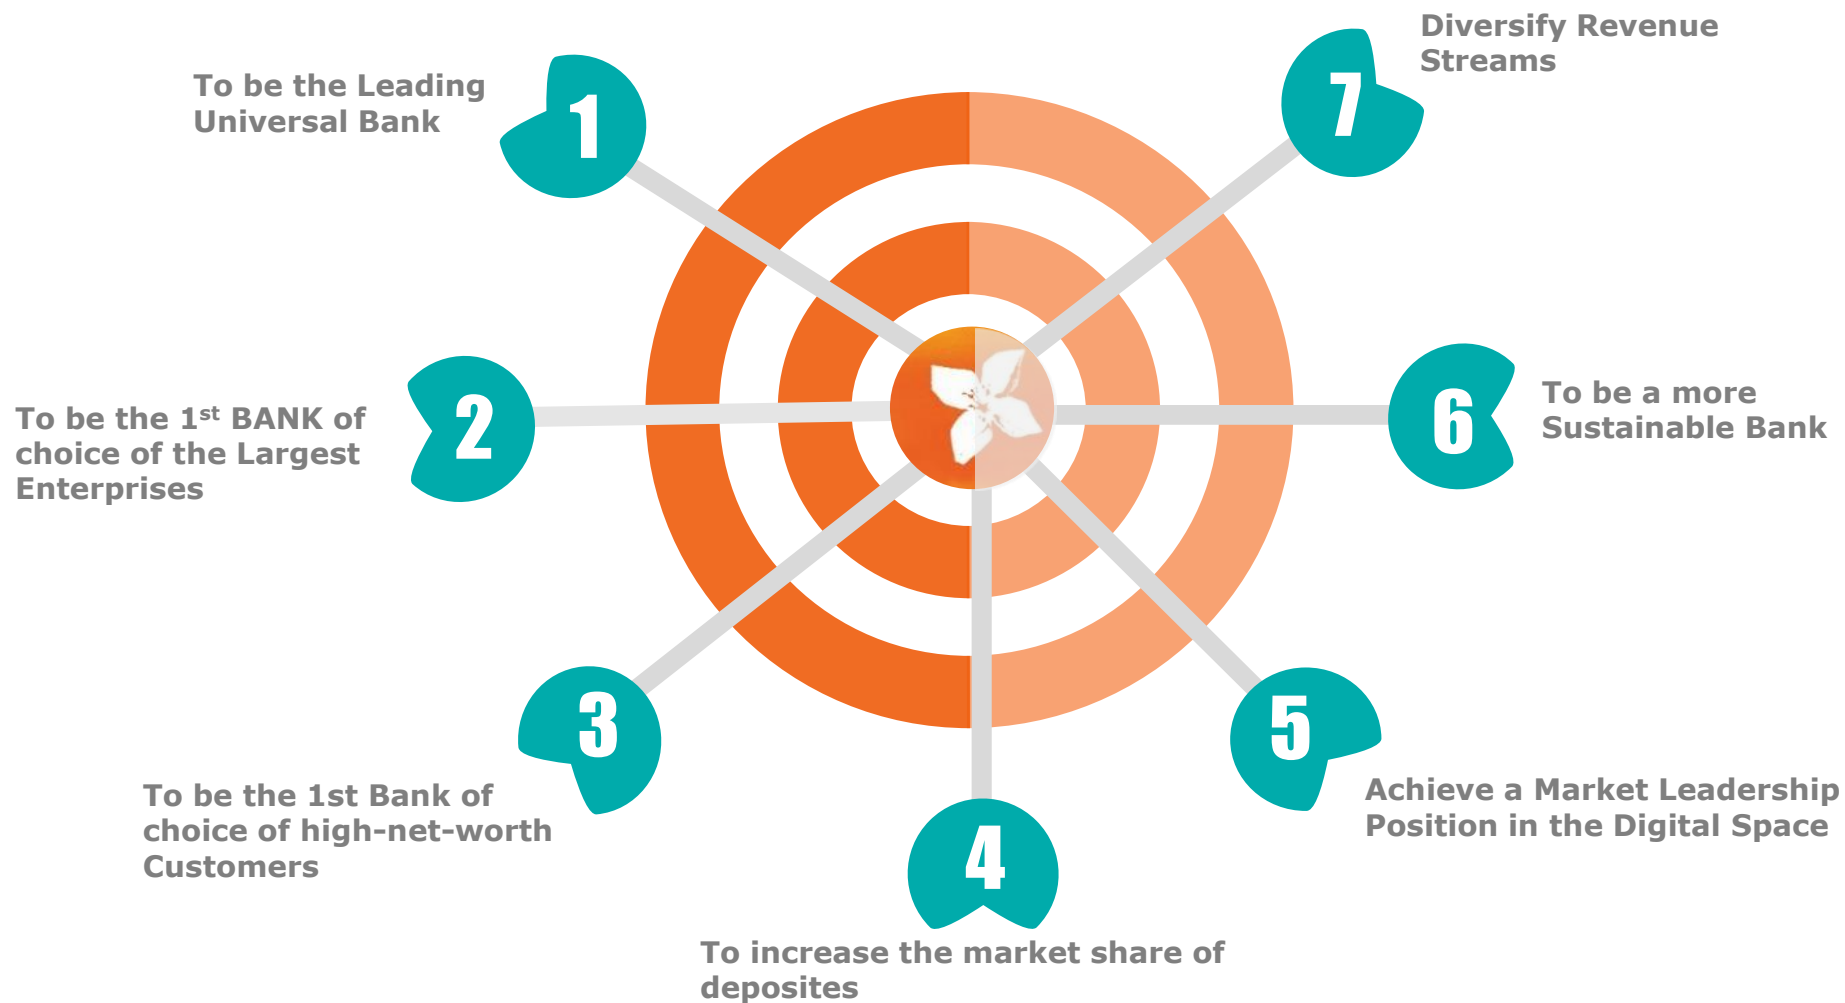 1
To be the Leading
Universal Bank
2
To be the 1st BANK of
choice of the Largest
Enterprises
3
To be the 1st Bank of
choice of high-net-worth
Customers
4
To increase the market share of
deposites
5
Achieve a Market Leadership
Position in the Digital Space
6
To be a more
Sustainable Bank
7
Diversify Revenue
Streams